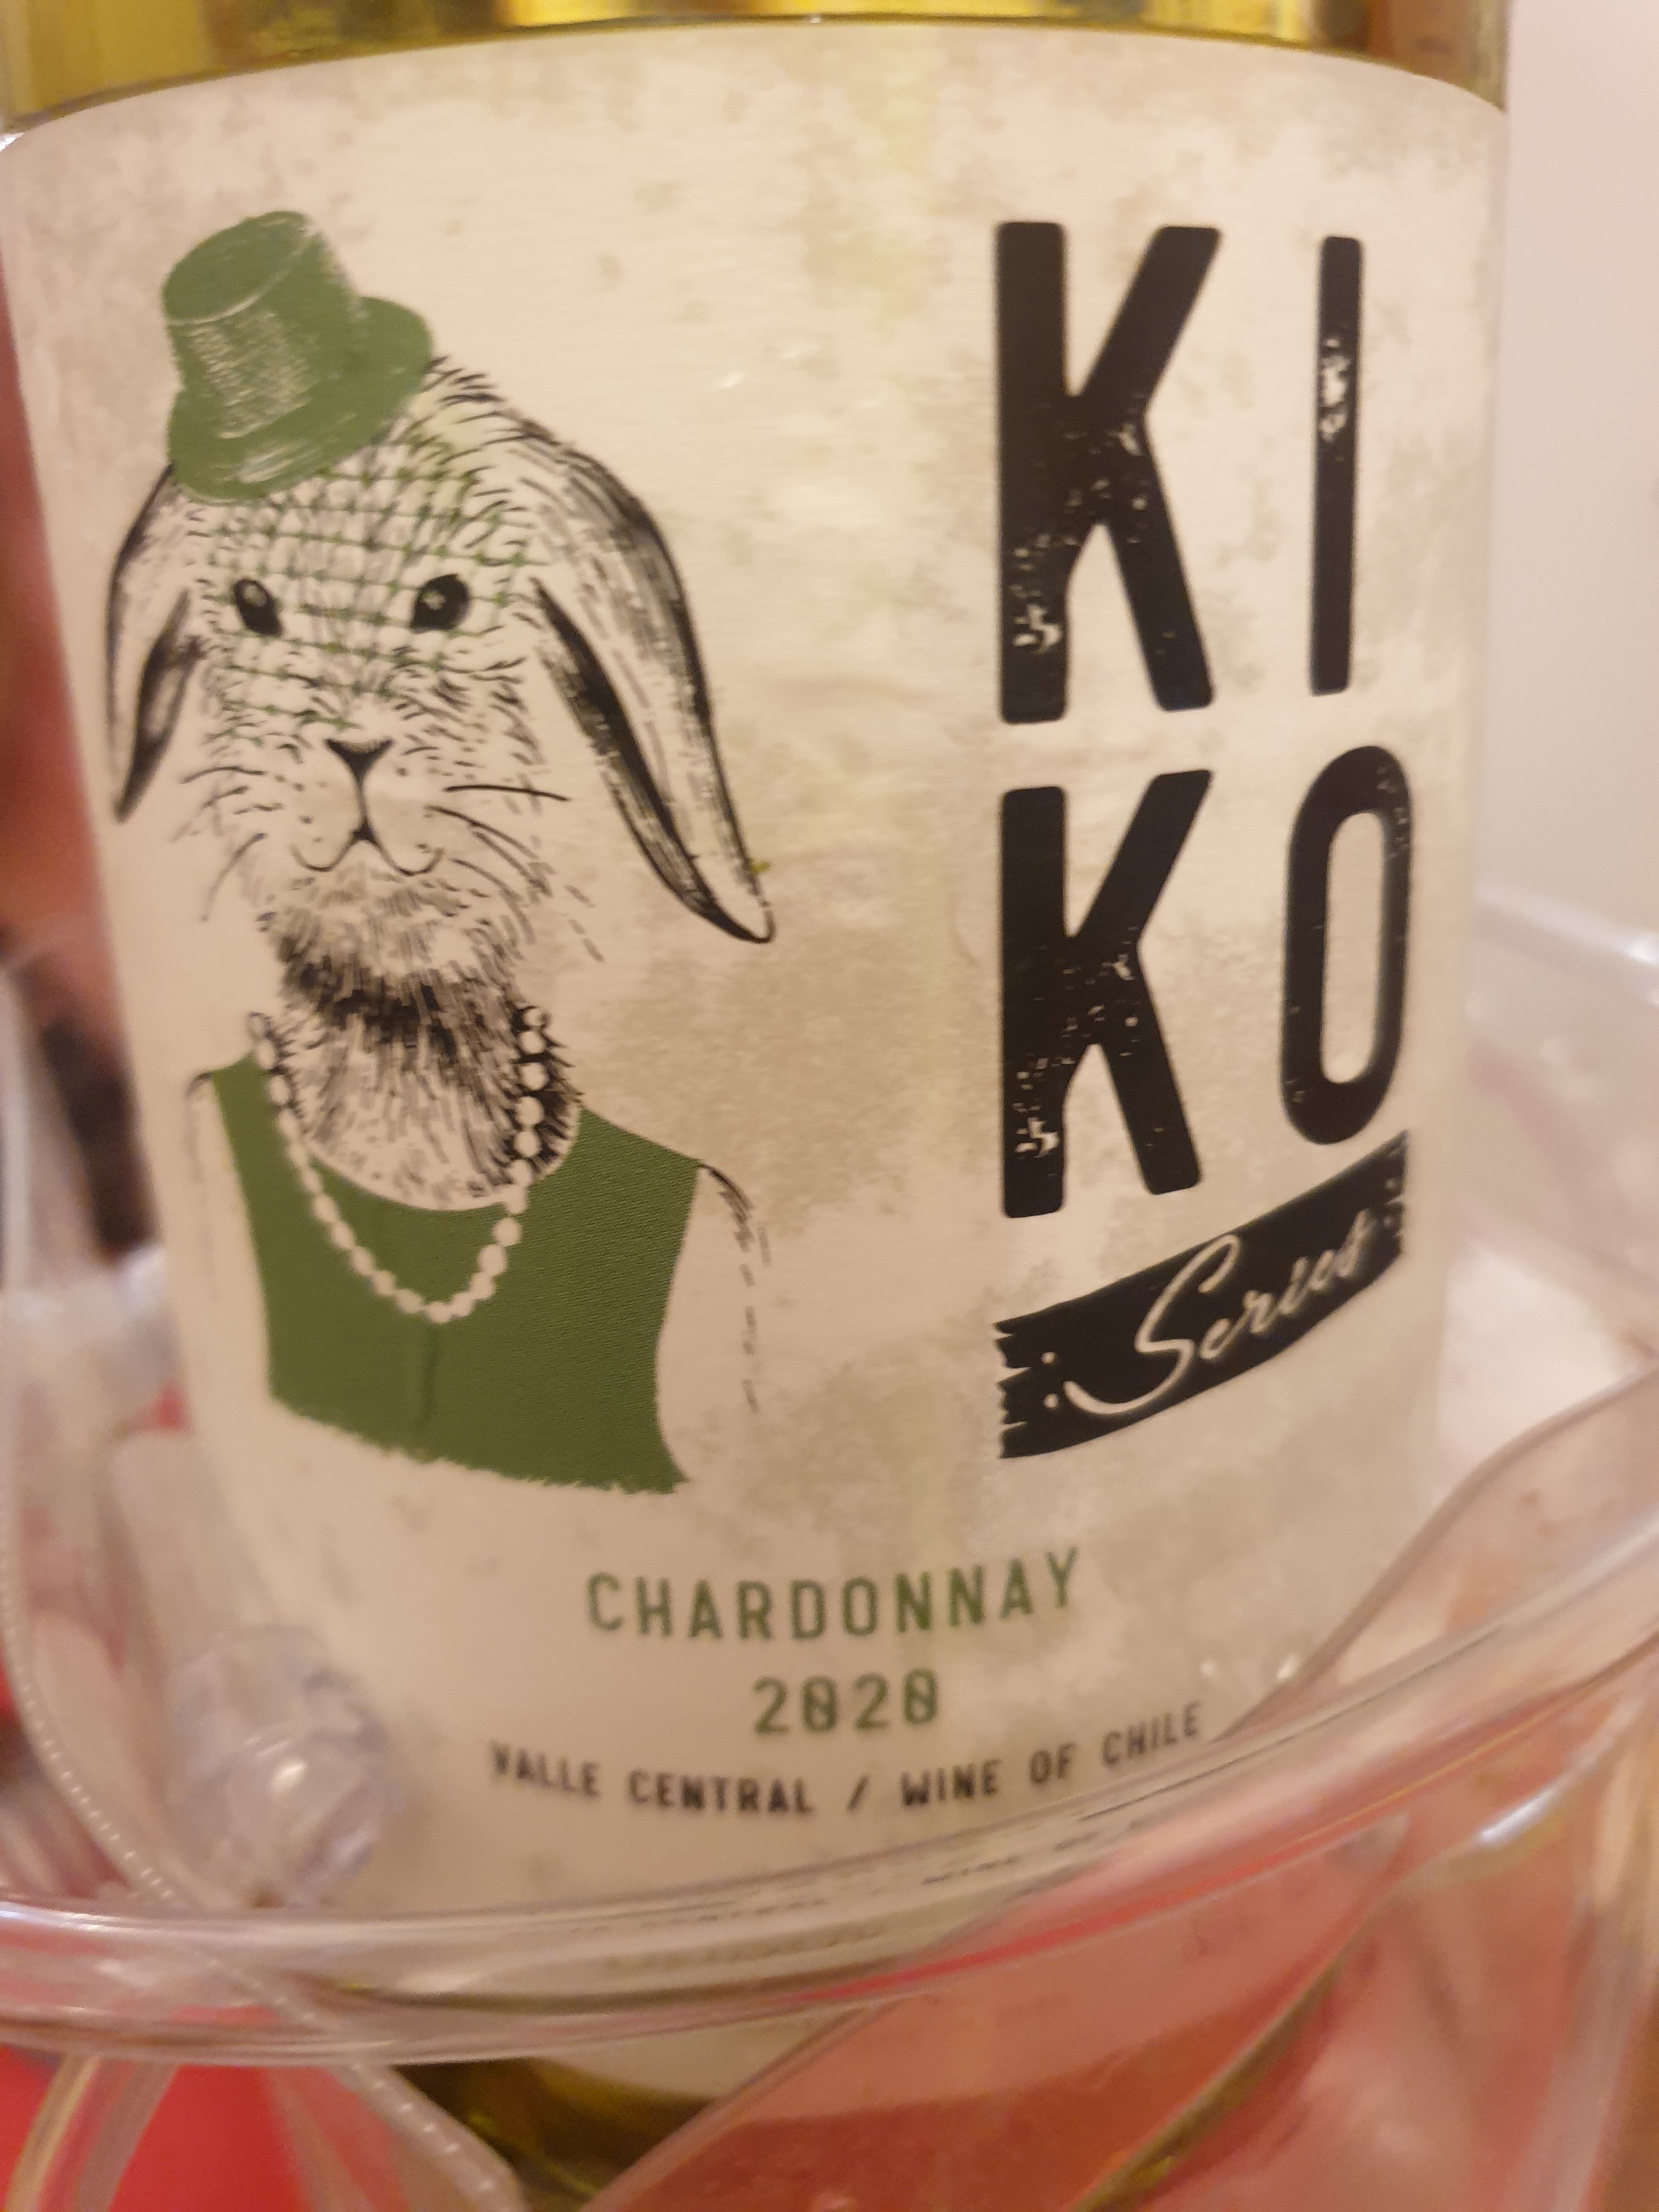 KI
KO
Series
CHARDONNAY
2020
VALLE CENTRAL / WINE OF CHILE